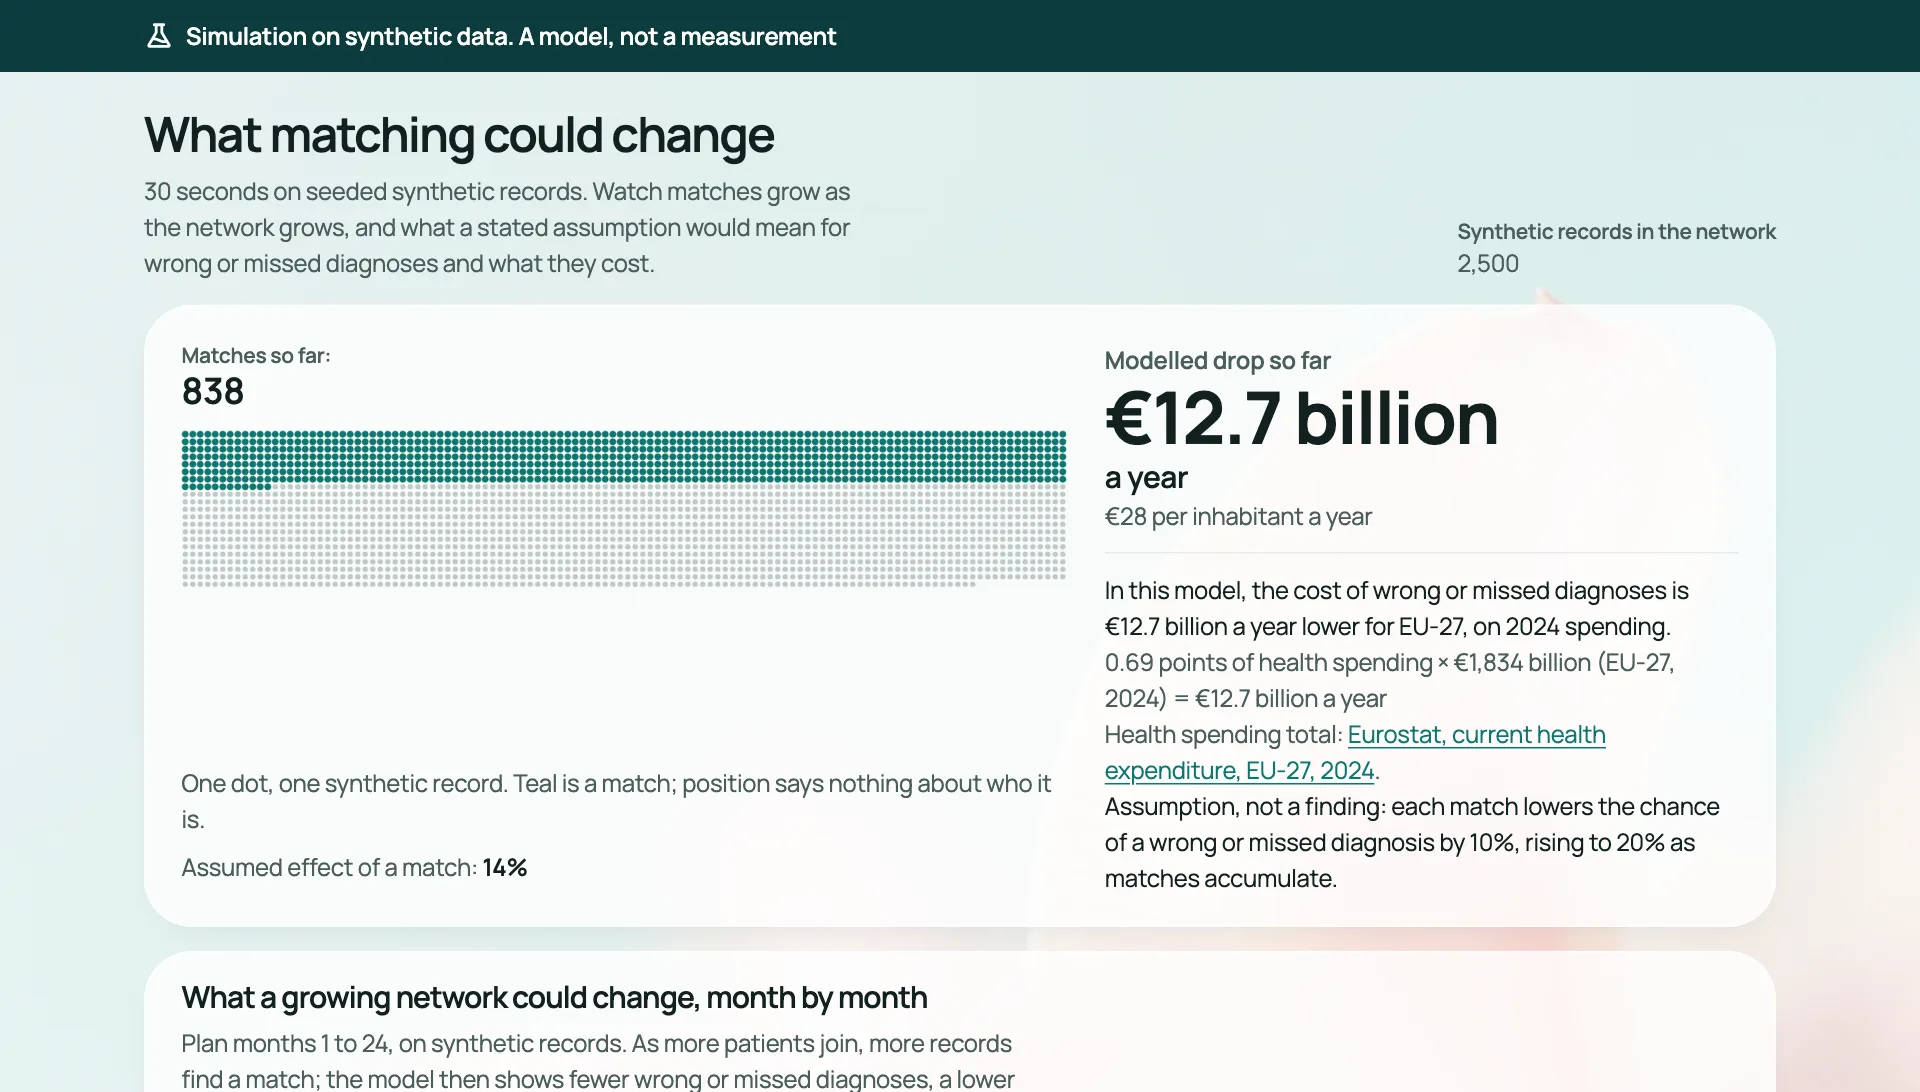 Simulation on synthetic data. A model, not a measurement
What matching could change
30 seconds on seeded synthetic records. Watch matches grow as
the network grows, and what a stated assumption would mean for
wrong or missed diagnoses and what they cost.
Synthetic records in the network
2,500
Matches so far:
838
One dot, one synthetic record. Teal is a match; position says nothing about who it
is.
Assumed effect of a match: 14%
Modelled drop so far
€12.7 billion
a year
€28 per inhabitant a year
In this model, the cost of wrong or missed diagnoses is
€12.7 billion a year lower for EU-27, on 2024 spending.
0.69 points of health spending × €1,834 billion (EU-27,
2024) = €12.7 billion a year
Health spending total: Eurostat, current health
expenditure, EU-27, 2024.
Assumption, not a finding: each match lowers the chance
of a wrong or missed diagnosis by 10%, rising to 20% as
matches accumulate.
What a growing network could change, month by month
Plan months 1 to 24, on synthetic records. As more patients join, more records
find a match; the model then shows fewer wrong or missed diagnoses, a lower